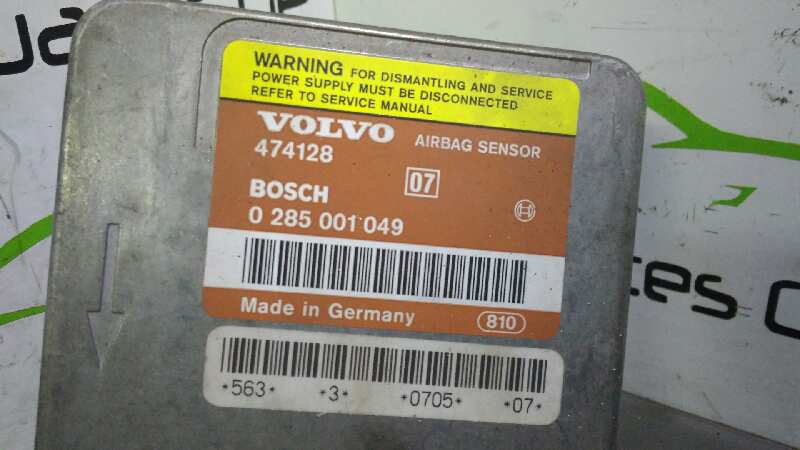 WARNING FOR DISMANTLING AND SERVICE
POWER SUPPLY MUST BE DISCONNECTED
REFER TO SERVICE MANUAL
VOLVO AIRBAG SENSOR
474128
07
BOSCH
0 285 001 049
Made in Germany 810
*563 *3 *0705 *07*